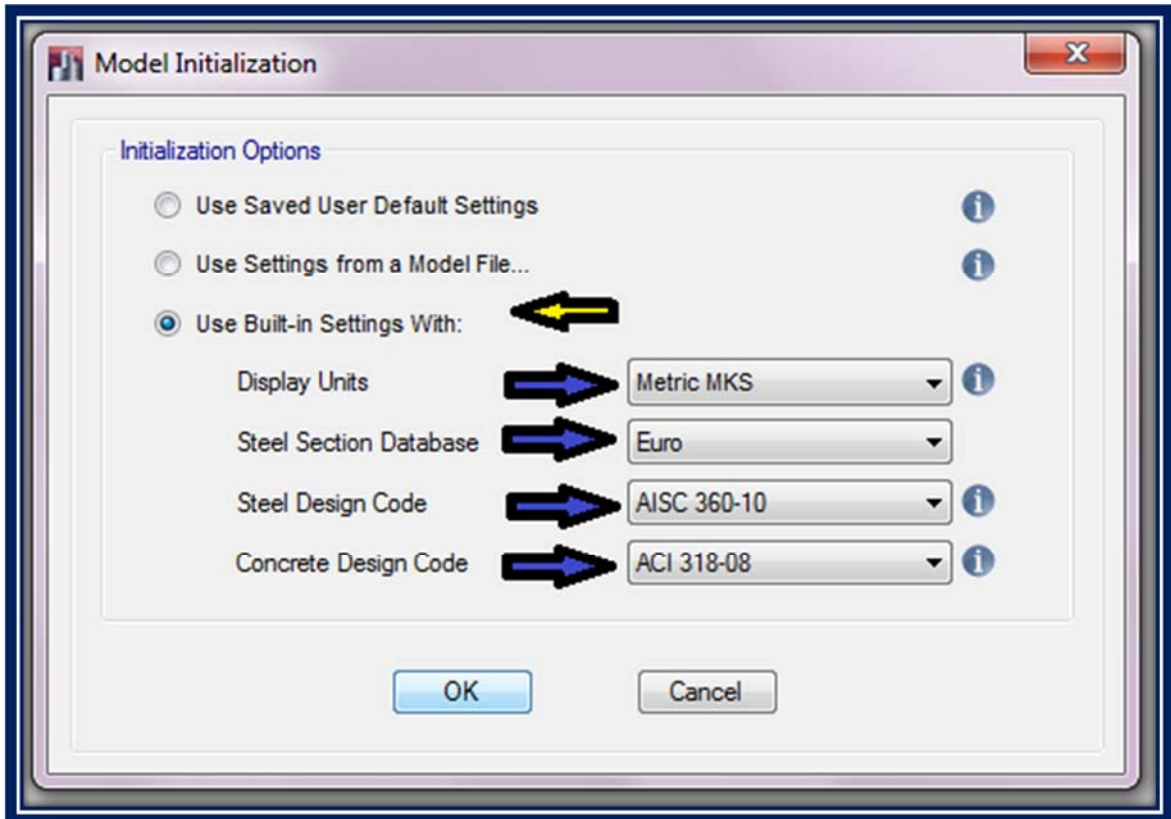 Model Initialization
Initialization Options
Use Saved User Default Settings
Use Settings from a Model File...
Use Built-in Settings With:
Display Units Metric MKS
Steel Section Database Euro
Steel Design Code AISC 360-10
Concrete Design Code ACI 318-08
OK Cancel